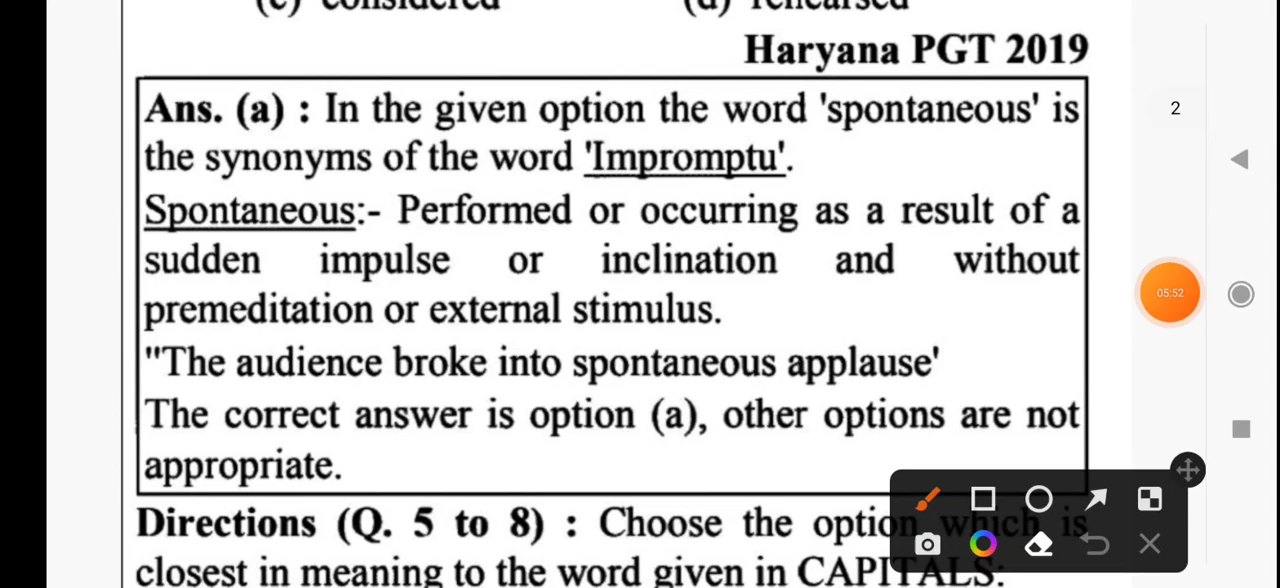 (c) considered (d) rehearsed
Haryana PGT 2019
Ans. (a) : In the given option the word 'spontaneous' is
the synonyms of the word 'Impromptu'.
Spontaneous:- Performed or occurring as a result of a
sudden impulse or inclination and without
premeditation or external stimulus.
"The audience broke into spontaneous applause'
The correct answer is option (a), other options are not
appropriate.
Directions (Q. 5 to 8) : Choose the option which is
closest in meaning to the word given in CAPITALS:
2
05:52